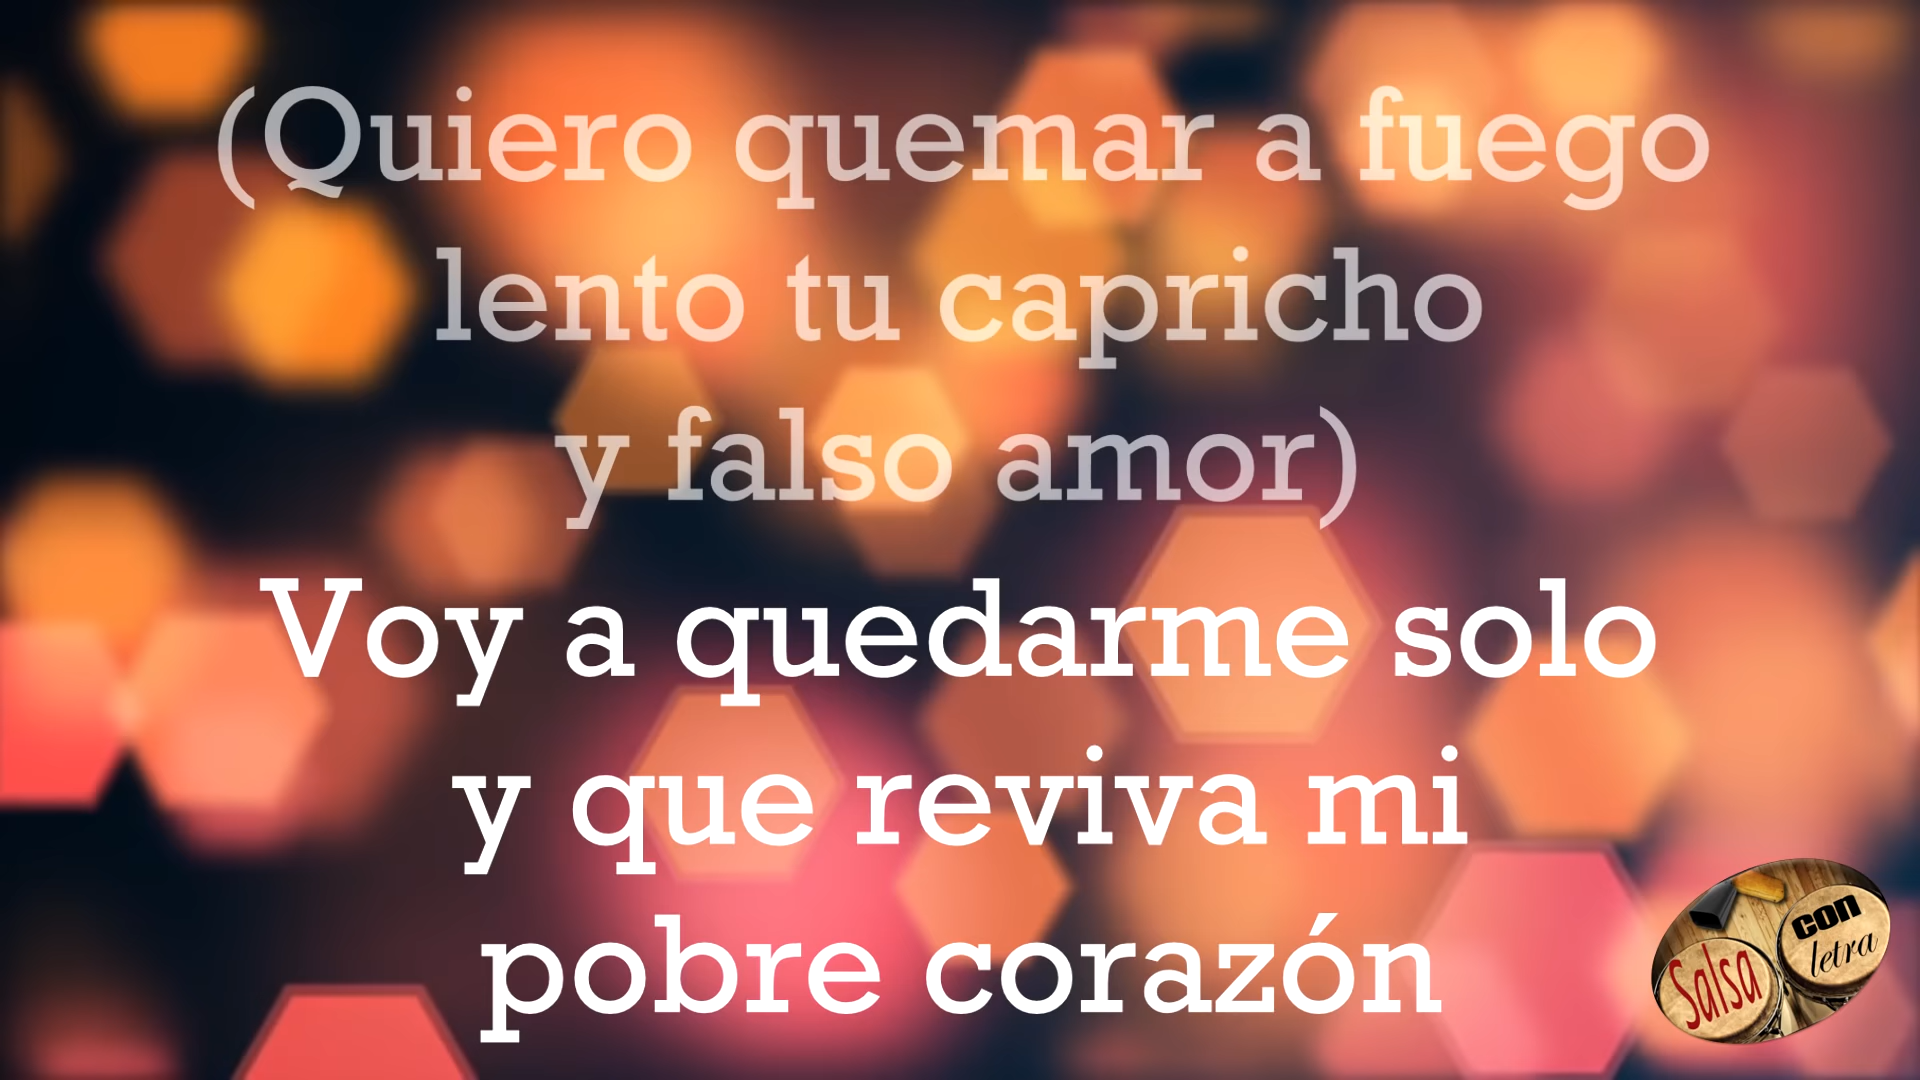 (Quiero quemar a fuego
lento tu capricho
y falso amor)
Voy a quedarme solo
y que reviva mi
pobre corazón
Salsa
con
letra